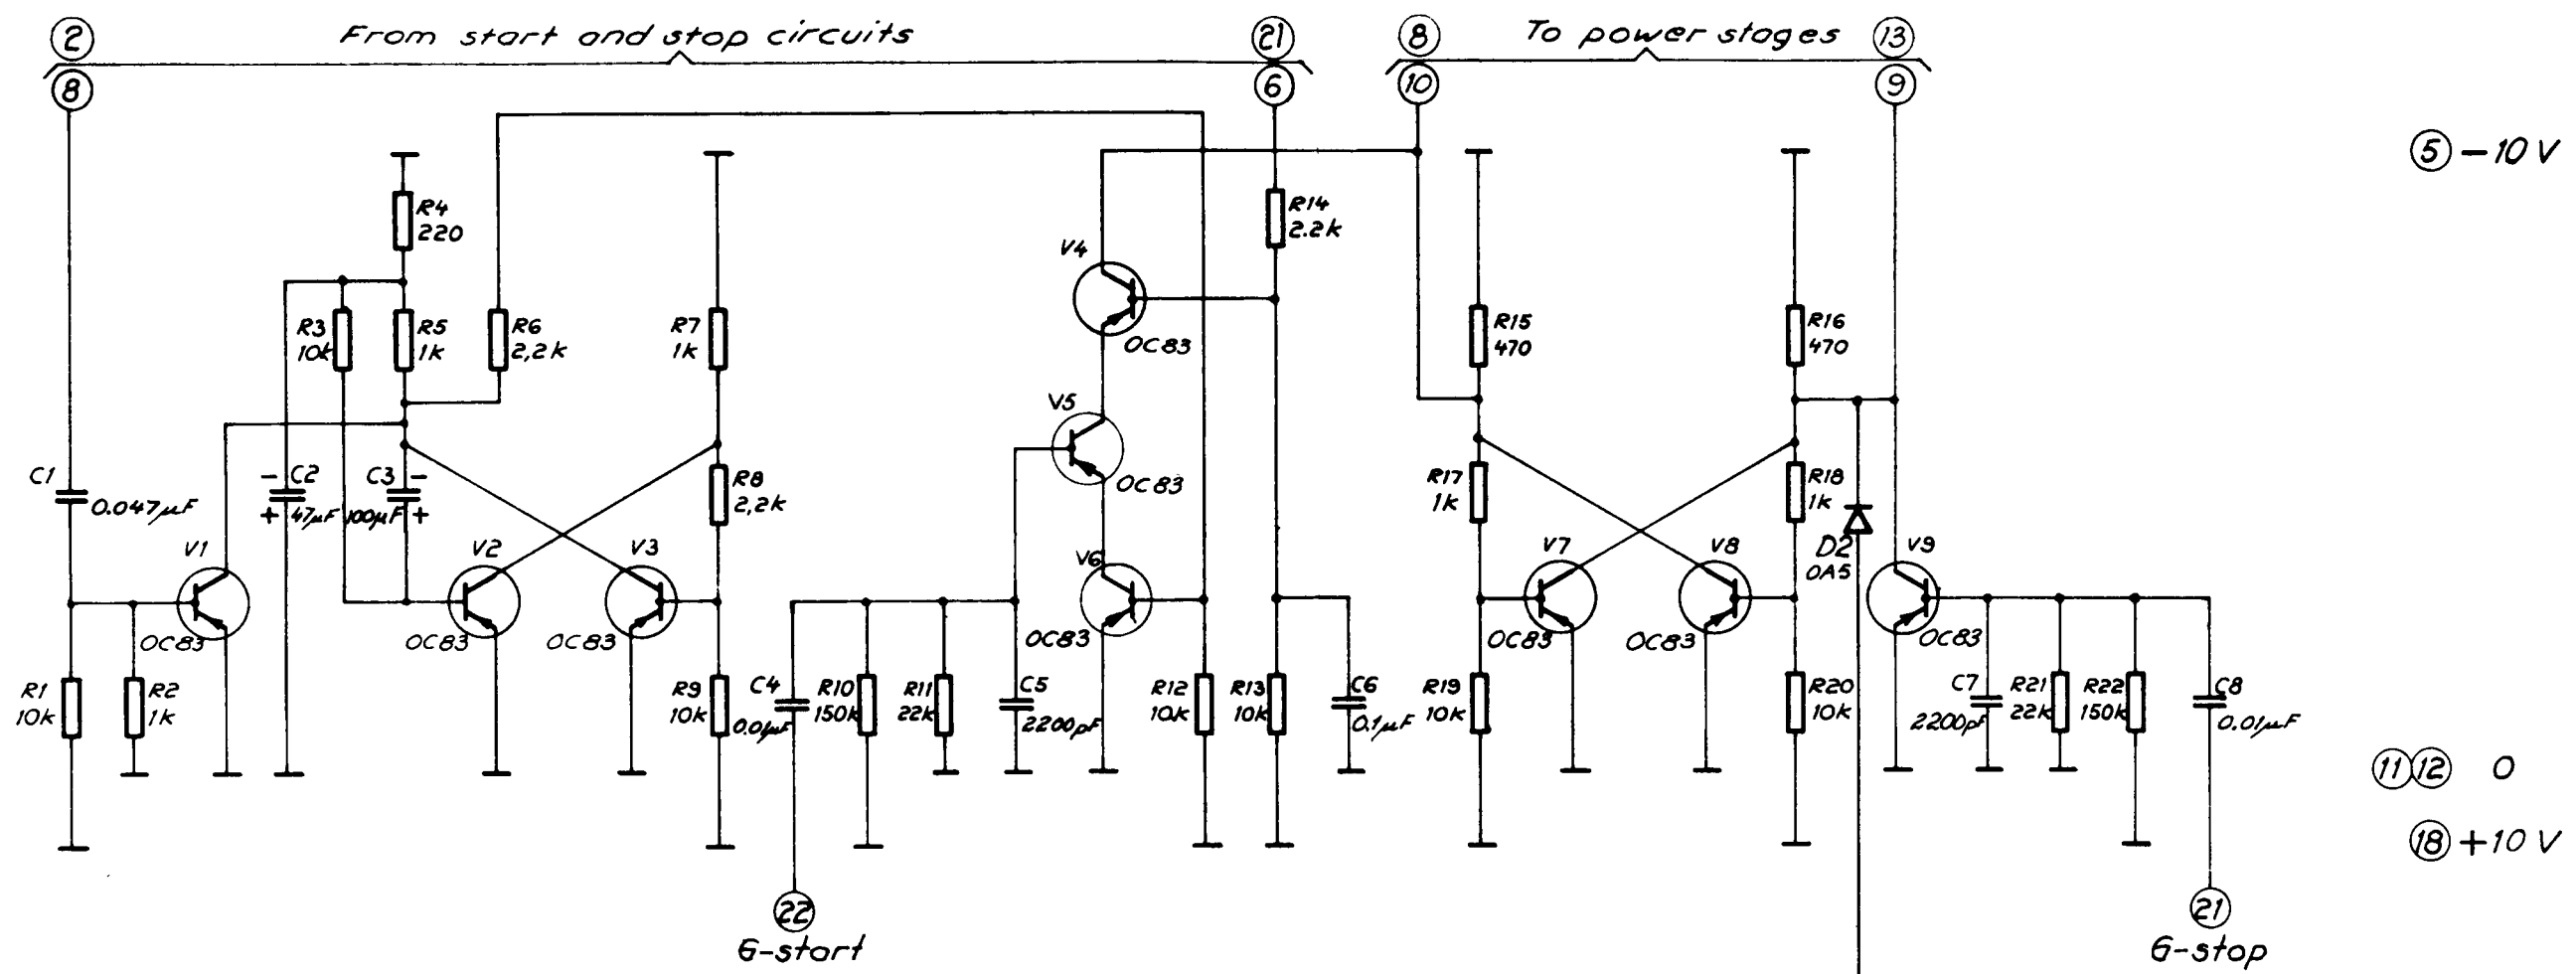 2 From start and stop circuits 21 8 To power stages 13
8 6 10 9
5 -10 V
R4
220
R14
2.2k
V4
OC83
R3
10k
R5
1k
R6
2,2k
R7
1k
R15
470
R16
470
V5
OC83
C1
0.047µF
- C2
+ 47µF
C3 -
100µF +
R8
2,2k
R17
1k
R18
1k
V1
OC83
V2
OC83
V3
OC83
V6
OC83
V7
OC83
V8
OC83
D2
OA5
V9
OC83
R1
10k
R2
1k
R9
10k
C4
0.01µF
R10
150k
R11
22k
C5
2200pF
R12
10k
R13
10k
C6
0.1µF
R19
10k
R20
10k
C7
2200pF
R21
22k
R22
150k
C8
0.01µF
11 12 0
18 +10 V
22
G-start
21
G-stop